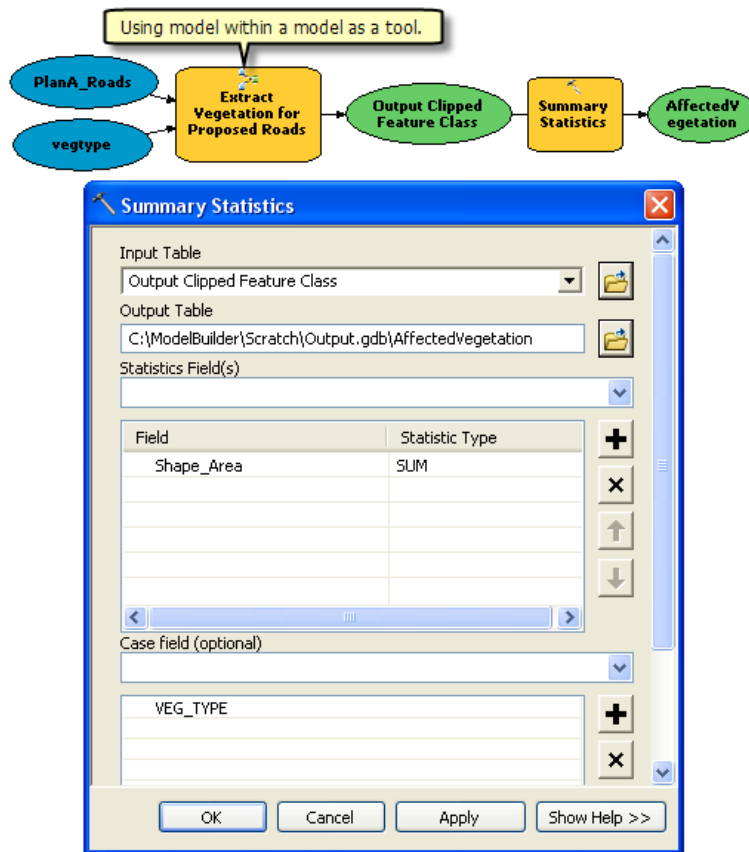 Using model within a model as a tool.
PlanA_Roads
vegtype
Extract
Vegetation for
Proposed Roads
Output Clipped
Feature Class
Summary
Statistics
AffectedV
egetation
Summary Statistics
Input Table
Output Clipped Feature Class
Output Table
C:\ModelBuilder\Scratch\Output.gdb\AffectedVegetation
Statistics Field(s)
Field Statistic Type
Shape_Area SUM
Case field (optional)
VEG_TYPE
OK Cancel Apply Show Help >>